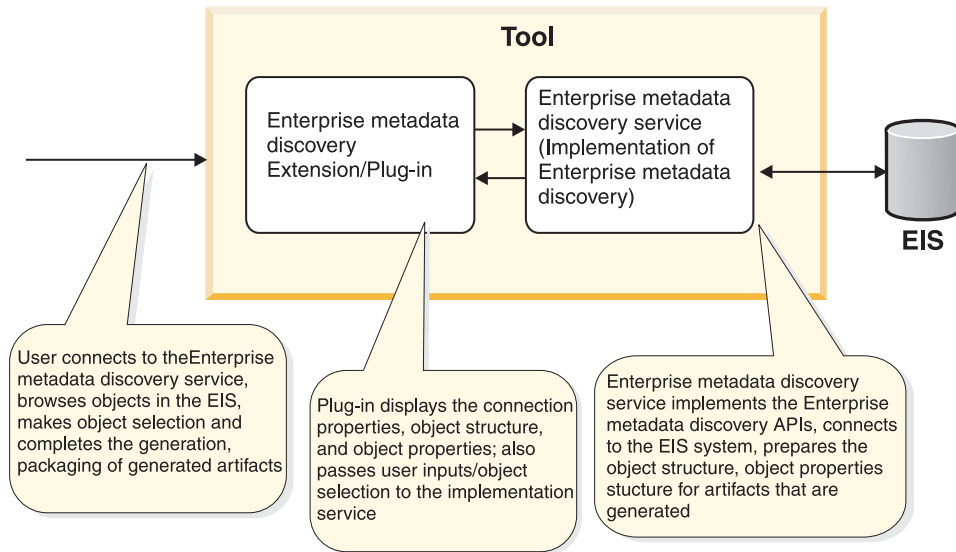 Tool
Enterprise metadata
discovery
Extension/Plug-in
Enterprise metadata
discovery service
(Implementation of
Enterprise metadata
discovery)
EIS
User connects to theEnterprise
metadata discovery service,
browses objects in the EIS,
makes object selection and
completes the generation,
packaging of generated artifacts
Plug-in displays the connection
properties, object structure,
and object properties; also
passes user inputs/object
selection to the implementation
service
Enterprise metadata discovery
service implements the Enterprise
metadata discovery APIs, connects
to the EIS system, prepares the
object structure, object properties
stucture for artifacts that are
generated